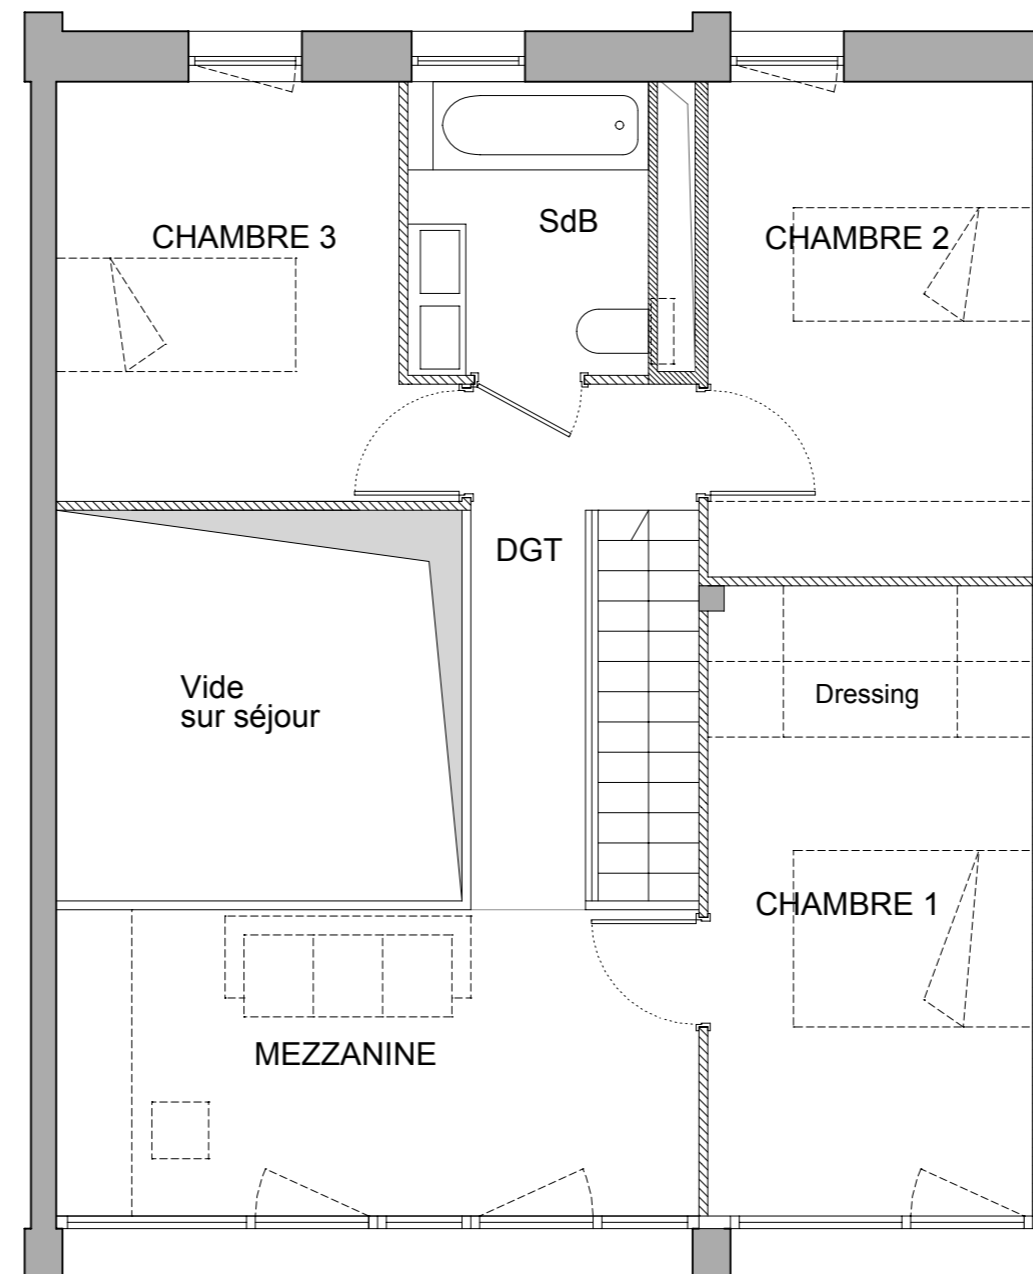 CHAMBRE 3
SdB
CHAMBRE 2
DGT
Vide
sur séjour
Dressing
CHAMBRE 1
MEZZANINE